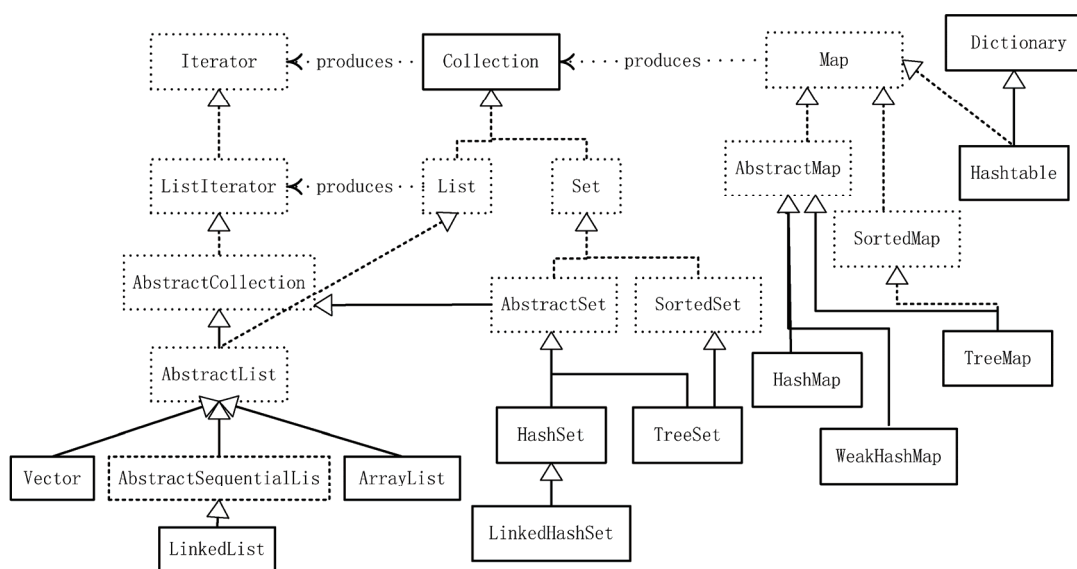 Dictionary
Iterator
produces
Collection
produces
Map
AbstractMap
Hashtable
ListIterator
produces
List
Set
SortedMap
AbstractCollection
AbstractSet
SortedSet
TreeMap
AbstractList
HashMap
HashSet
TreeSet
WeakHashMap
Vector
AbstractSequentialLis
ArrayList
LinkedHashSet
LinkedList